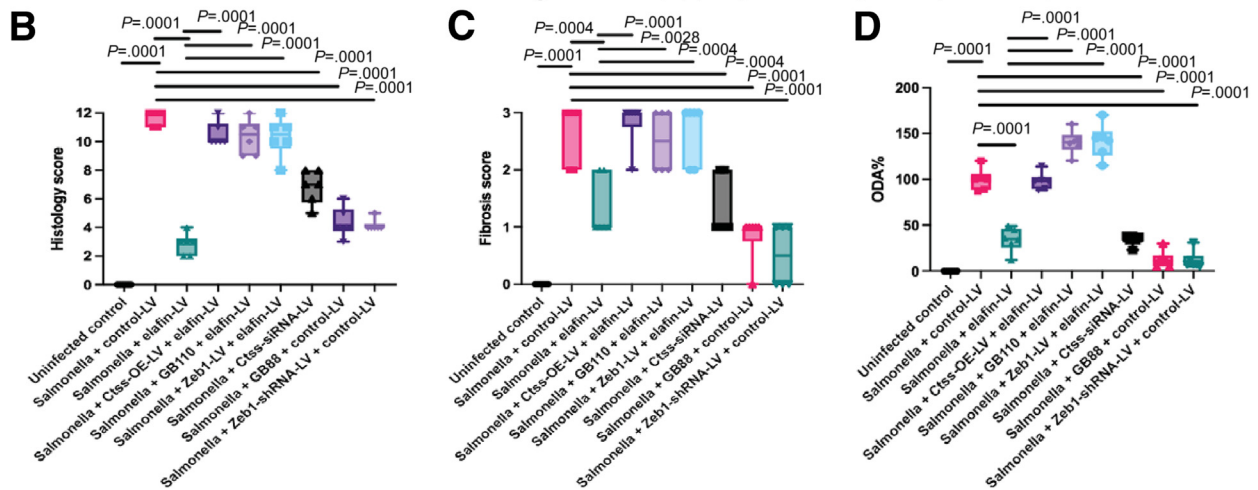 B
P=.0001
P=.0001
P=.0001
P=.0001
P=.0001
P=.0001
P=.0001
P=.0001
Histology score
12
10
8
6
4
2
0
Uninfected control
Salmonella + control-LV
Salmonella + elafin-LV
Salmonella + Ctss-OE-LV + elafin-LV
Salmonella + GB110 + elafin-LV
Salmonella + Zeb1-LV + elafin-LV
Salmonella + Ctss-siRNA-LV
Salmonella + GB88 + control-LV
Salmonella + Zeb1-shRNA-LV + control-LV
C
P=.0001
P=.0004
P=.0028
P=.0001
P=.0004
P=.0004
P=.0001
P=.0001
Fibrosis score
3
2
1
0
Uninfected control
Salmonella + control-LV
Salmonella + elafin-LV
Salmonella + Ctss-OE-LV + elafin-LV
Salmonella + GB110 + elafin-LV
Salmonella + Zeb1-LV + elafin-LV
Salmonella + Ctss-siRNA-LV
Salmonella + GB88 + control-LV
Salmonella + Zeb1-shRNA-LV + control-LV
D
P=.0001
P=.0001
P=.0001
P=.0001
P=.0001
P=.0001
P=.0001
P=.0001
ODA%
200
150
100
50
0
Uninfected control
Salmonella + control-LV
Salmonella + elafin-LV
Salmonella + Ctss-OE-LV + elafin-LV
Salmonella + GB110 + elafin-LV
Salmonella + Zeb1-LV + elafin-LV
Salmonella + Ctss-siRNA-LV
Salmonella + GB88 + control-LV
Salmonella + Zeb1-shRNA-LV + control-LV